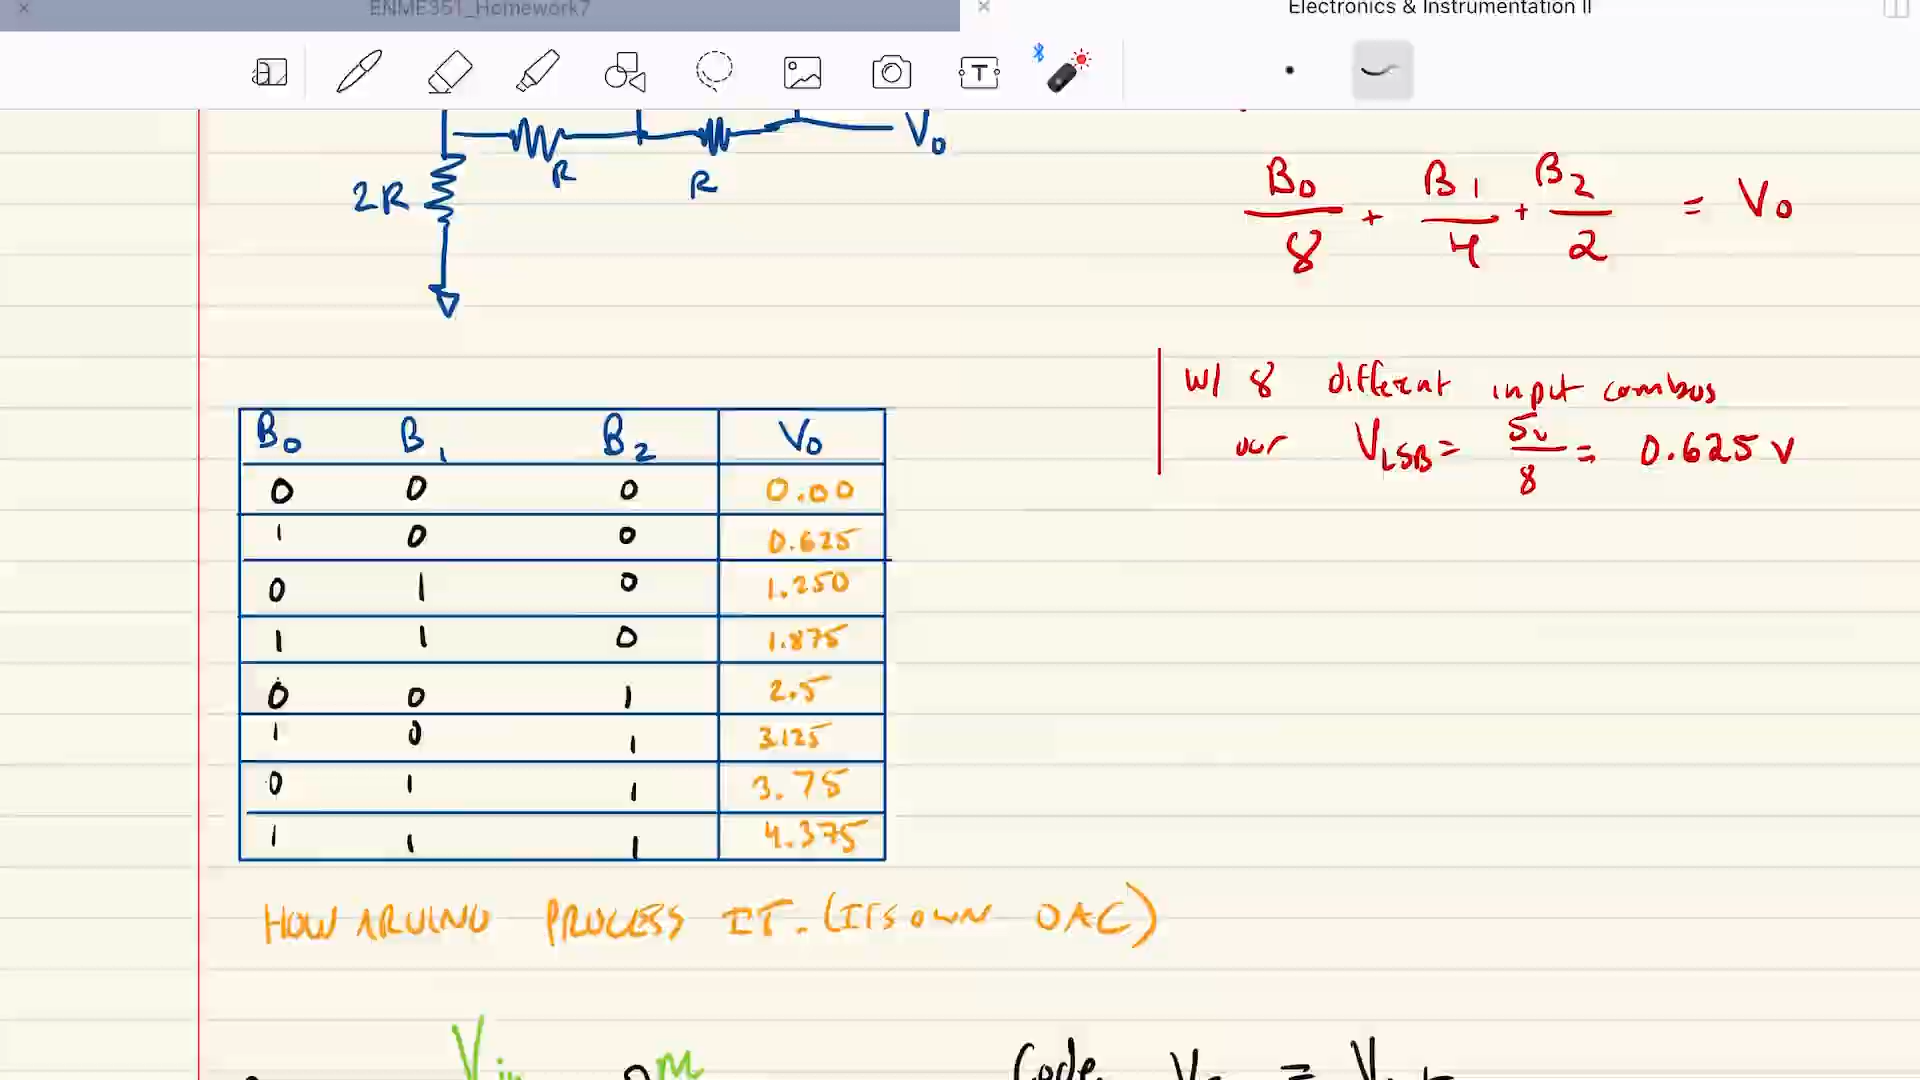 ENME351_Homework7
Electronics & Instrumentation II
T
V0
R
R
2R
B0/8 + B1/4 + B2/2 = V0
w/ 8 different input combos
our VLSB = 5v/8 = 0.625 v
B0 B1 B2 V0
0 0 0 0.00
1 0 0 0.625
0 1 0 1.250
1 1 0 1.875
0 0 1 2.5
1 0 1 3.125
0 1 1 3.75
1 1 1 4.375
HOW ARUINO PROCESS IT. (ITS OWN DAC)
Vin 2^m
Code